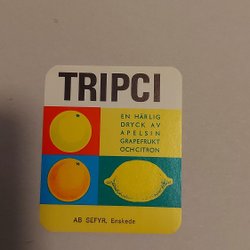 TRIPCI
EN HÄRLIG
DRYCK AV
APELSIN
GRAPEFRUKT
OCH CITRON
AB SEFYR, Enskede